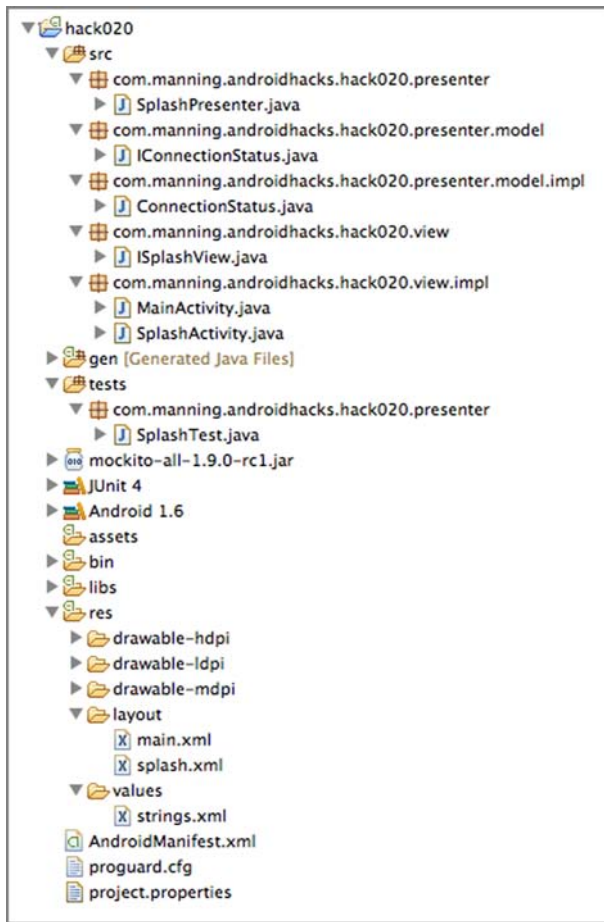 hack020
src
com.manning.androidhacks.hack020.presenter
SplashPresenter.java
com.manning.androidhacks.hack020.presenter.model
IConnectionStatus.java
com.manning.androidhacks.hack020.presenter.model.impl
ConnectionStatus.java
com.manning.androidhacks.hack020.view
ISplashView.java
com.manning.androidhacks.hack020.view.impl
MainActivity.java
SplashActivity.java
gen [Generated Java Files]
tests
com.manning.androidhacks.hack020.presenter
SplashTest.java
mockito-all-1.9.0-rc1.jar
JUnit 4
Android 1.6
assets
bin
libs
res
drawable-hdpi
drawable-ldpi
drawable-mdpi
layout
main.xml
splash.xml
values
strings.xml
AndroidManifest.xml
proguard.cfg
project.properties